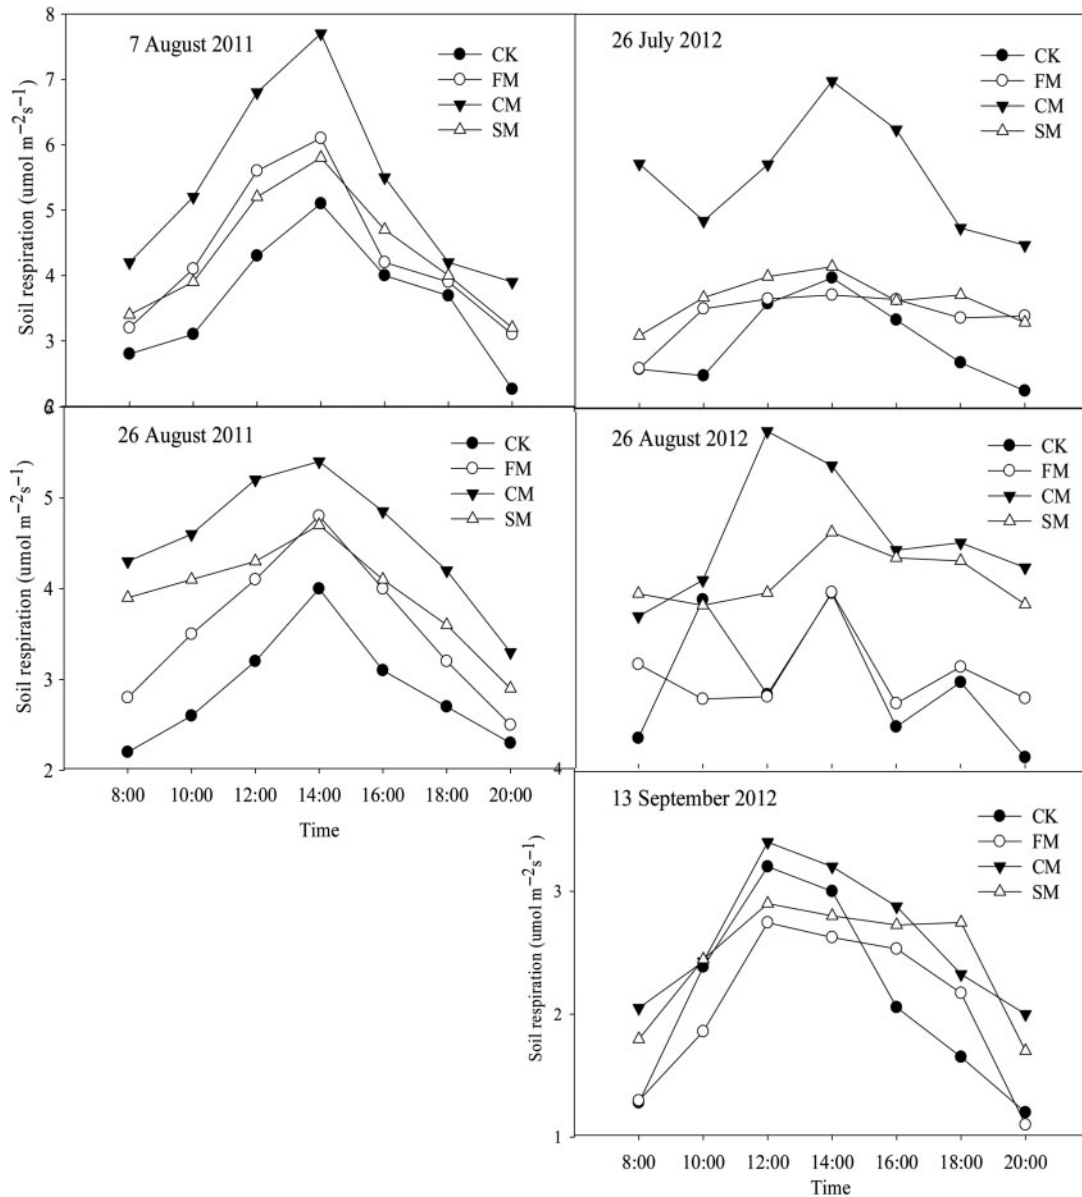 8
7 August 2011
CK
FM
CM
SM
7
6
5
4
3
Soil respiration (umol m−2s−1)
26 July 2012
CK
FM
CM
SM
26 August 2011
CK
FM
CM
SM
5
4
3
2
Soil respiration (umol m−2s−1)
8:00 10:00 12:00 14:00 16:00 18:00 20:00
Time
26 August 2012
CK
FM
CM
SM
4
13 September 2012
CK
FM
CM
SM
3
2
1
Soil respiration (umol m−2s−1)
8:00 10:00 12:00 14:00 16:00 18:00 20:00
Time